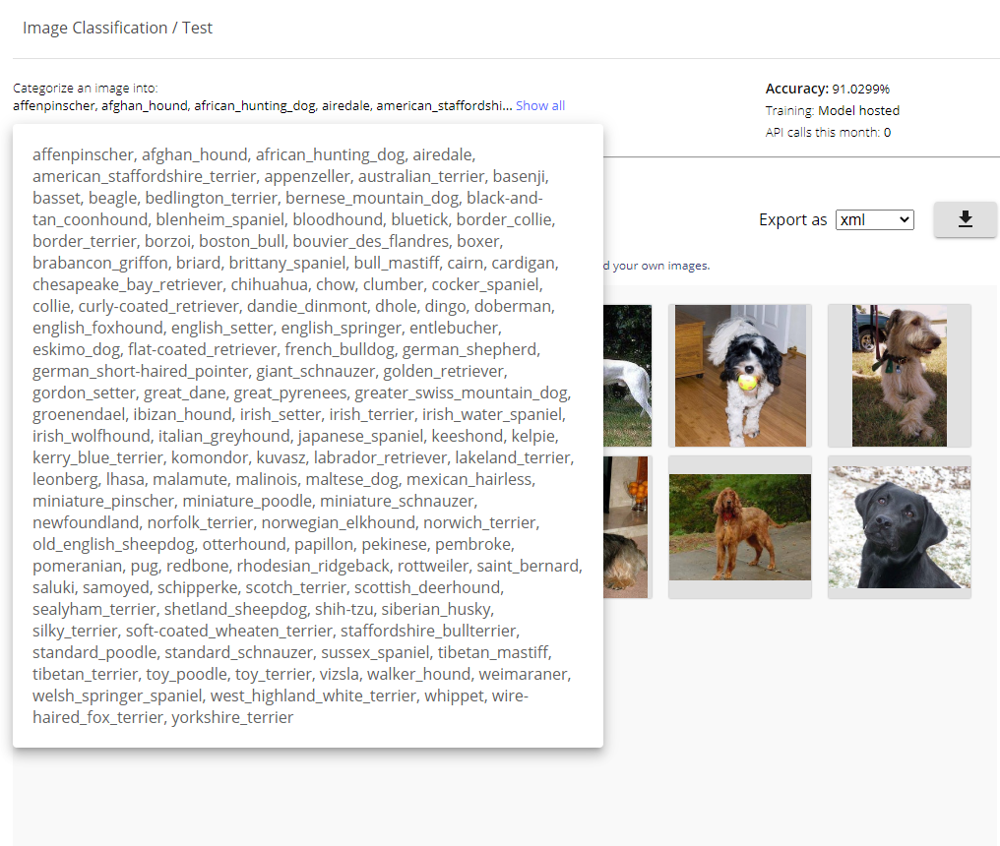 Image Classification / Test
Categorize an image into:
affenpinscher, afghan_hound, african_hunting_dog, airedale, american_staffordshi... Show all
Accuracy: 91.0299%
Training: Model hosted
API calls this month: 0
affenpinscher, afghan_hound, african_hunting_dog, airedale,
american_staffordshire_terrier, appenzeller, australian_terrier, basenji,
basset, beagle, bedlington_terrier, bernese_mountain_dog, black-and-
tan_coonhound, blenheim_spaniel, bloodhound, bluetick, border_collie,
border_terrier, borzoi, boston_bull, bouvier_des_flandres, boxer,
brabancon_griffon, briard, brittany_spaniel, bull_mastiff, cairn, cardigan,
chesapeake_bay_retriever, chihuahua, chow, clumber, cocker_spaniel,
collie, curly-coated_retriever, dandie_dinmont, dhole, dingo, doberman,
english_foxhound, english_setter, english_springer, entlebucher,
eskimo_dog, flat-coated_retriever, french_bulldog, german_shepherd,
german_short-haired_pointer, giant_schnauzer, golden_retriever,
gordon_setter, great_dane, great_pyrenees, greater_swiss_mountain_dog,
groenendael, ibizan_hound, irish_setter, irish_terrier, irish_water_spaniel,
irish_wolfhound, italian_greyhound, japanese_spaniel, keeshond, kelpie,
kerry_blue_terrier, komondor, kuvasz, labrador_retriever, lakeland_terrier,
leonberg, lhasa, malamute, malinois, maltese_dog, mexican_hairless,
miniature_pinscher, miniature_poodle, miniature_schnauzer,
newfoundland, norfolk_terrier, norwegian_elkhound, norwich_terrier,
old_english_sheepdog, otterhound, papillon, pekinese, pembroke,
pomeranian, pug, redbone, rhodesian_ridgeback, rottweiler, saint_bernard,
saluki, samoyed, schipperke, scotch_terrier, scottish_deerhound,
sealyham_terrier, shetland_sheepdog, shih-tzu, siberian_husky,
silky_terrier, soft-coated_wheaten_terrier, staffordshire_bullterrier,
standard_poodle, standard_schnauzer, sussex_spaniel, tibetan_mastiff,
tibetan_terrier, toy_poodle, toy_terrier, vizsla, walker_hound, weimaraner,
welsh_springer_spaniel, west_highland_white_terrier, whippet, wire-
haired_fox_terrier, yorkshire_terrier
Export as xml
d your own images.